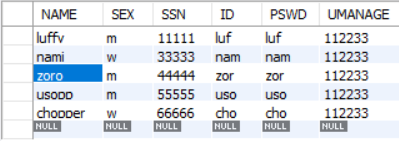 NAME SEX SSN ID PSWD UMANAGE
luffy m 11111 luf luf 112233
nami w 33333 nam nam 112233
zoro m 44444 zor zor 112233
usopp m 55555 uso uso 112233
chopper w 66666 cho cho 112233
NULL NULL NULL NULL NULL NULL